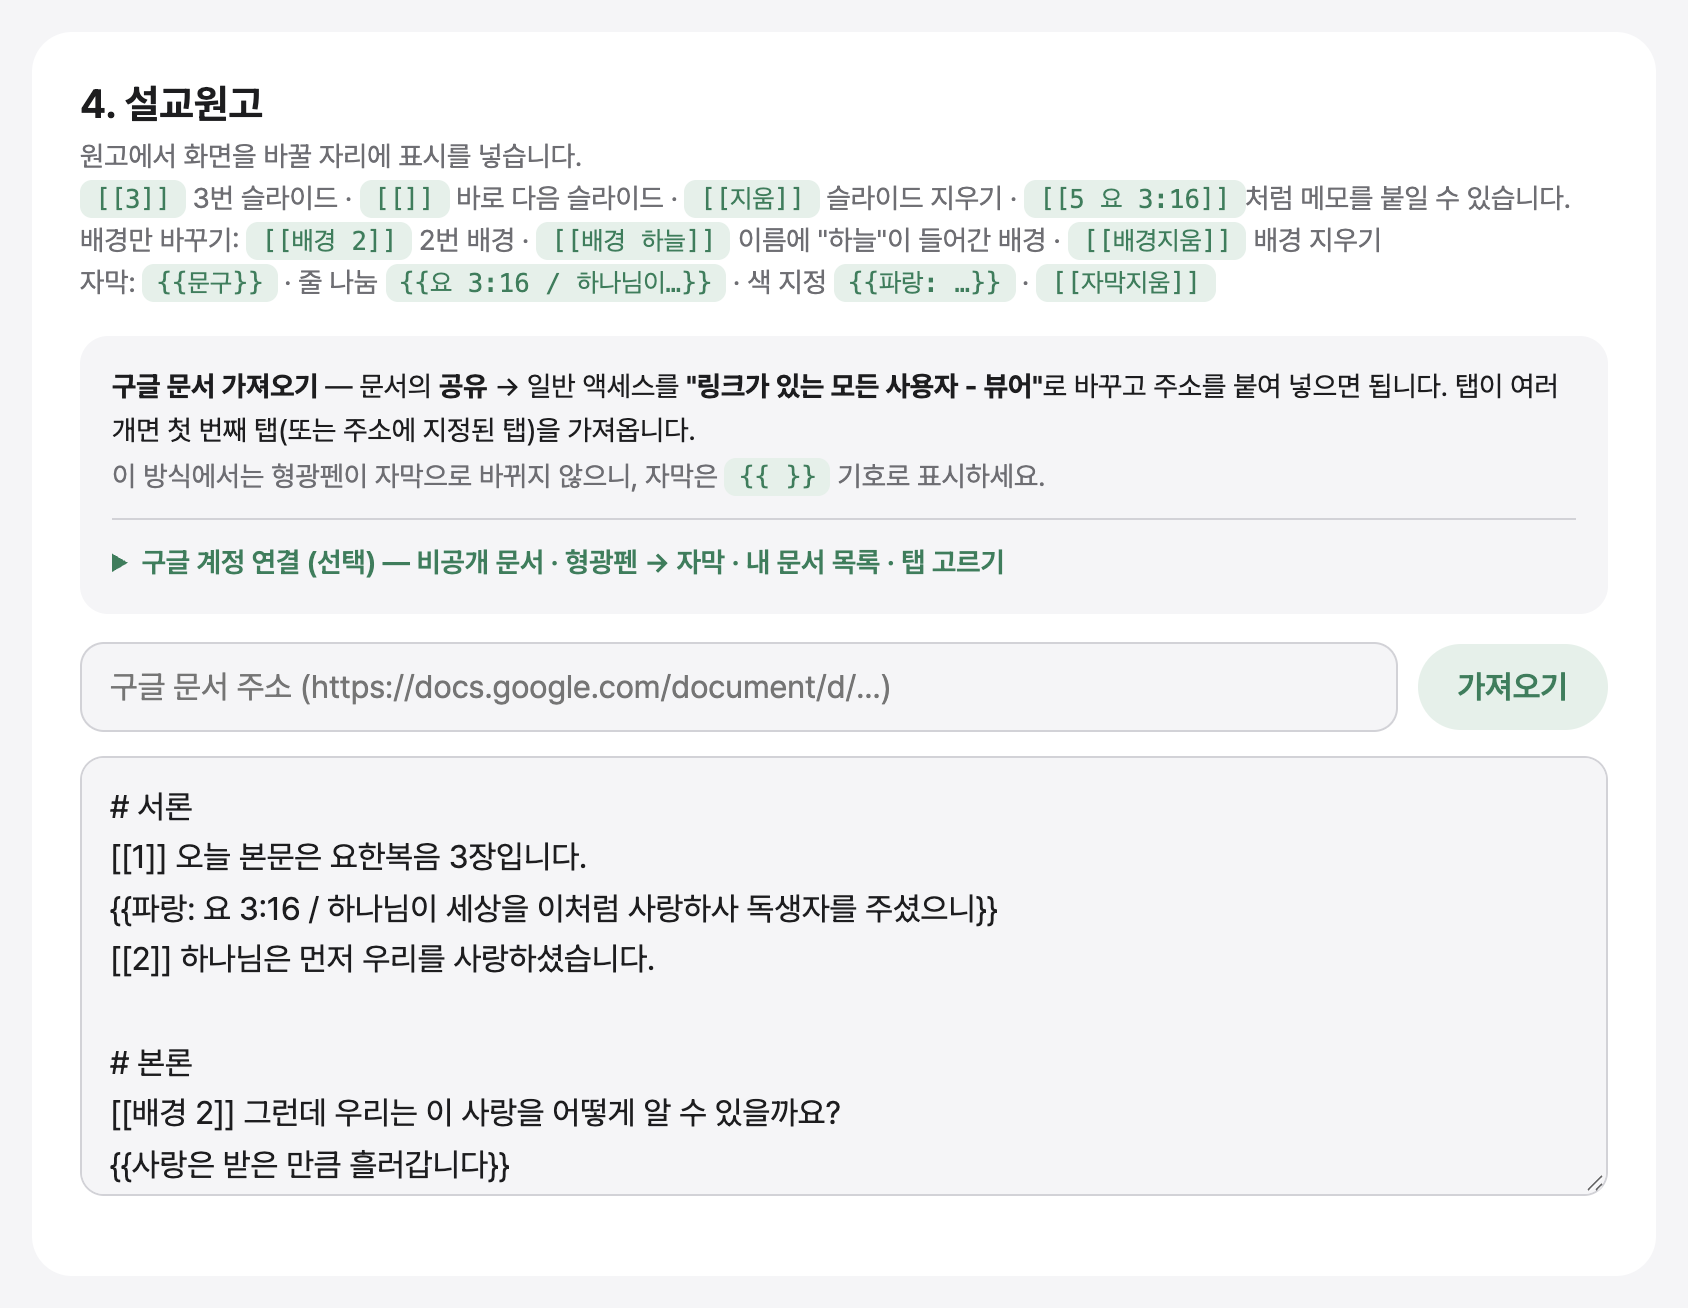 4. 설교원고
원고에서 화면을 바꿀 자리에 표시를 넣습니다.
[[3]] 3번 슬라이드 · [[]] 바로 다음 슬라이드 · [[지움]] 슬라이드 지우기 · [[5 요 3:16]]처럼 메모를 붙일 수 있습니다.
배경만 바꾸기: [[배경 2]] 2번 배경 · [[배경 하늘]] 이름에 "하늘"이 들어간 배경 · [[배경지움]] 배경 지우기
자막: {{문구}} · 줄 나눔 {{요 3:16 / 하나님이…}} · 색 지정 {{파랑: …}} · [[자막지움]]
구글 문서 가져오기 — 문서의 공유 → 일반 액세스를 "링크가 있는 모든 사용자 - 뷰어"로 바꾸고 주소를 붙여 넣으면 됩니다. 탭이 여러
개면 첫 번째 탭(또는 주소에 지정된 탭)을 가져옵니다.
이 방식에서는 형광펜이 자막으로 바뀌지 않으니, 자막은 {{ }} 기호로 표시하세요.
▶ 구글 계정 연결 (선택) — 비공개 문서 · 형광펜 → 자막 · 내 문서 목록 · 탭 고르기
구글 문서 주소 (https://docs.google.com/document/d/...)
가져오기
# 서론
[[1]] 오늘 본문은 요한복음 3장입니다.
{{파랑: 요 3:16 / 하나님이 세상을 이처럼 사랑하사 독생자를 주셨으니}}
[[2]] 하나님은 먼저 우리를 사랑하셨습니다.
# 본론
[[배경 2]] 그런데 우리는 이 사랑을 어떻게 알 수 있을까요?
{{사랑은 받은 만큼 흘러갑니다}}